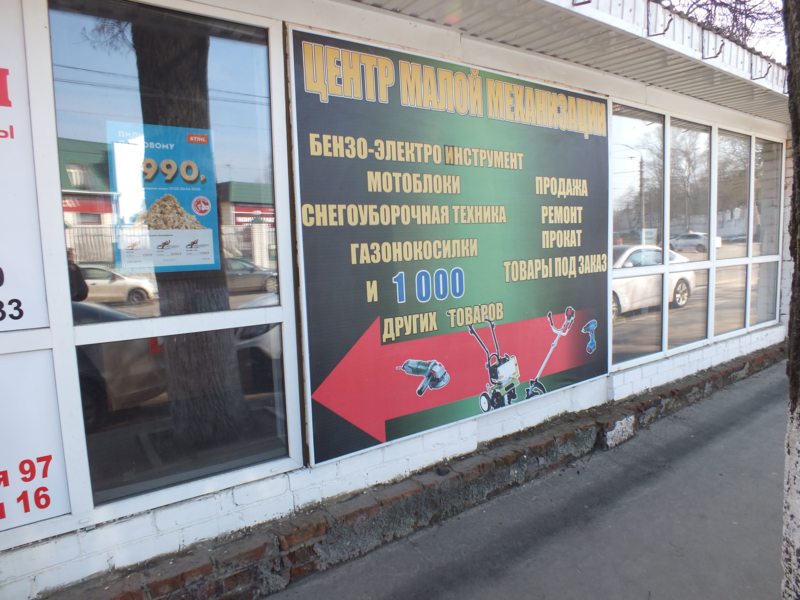 ЦЕНТР МАЛОЙ МЕХАНИЗАЦИИ
БЕНЗО-ЭЛЕКТРО ИНСТРУМЕНТ
МОТОБЛОКИ
СНЕГОУБОРОЧНАЯ ТЕХНИКА
ГАЗОНОКОСИЛКИ
И 1 000
ДРУГИХ ТОВАРОВ
ПРОДАЖА
РЕМОНТ
ПРОКАТ
ТОВАРЫ ПОД ЗАКАЗ
STIHL
990.
33
97
16